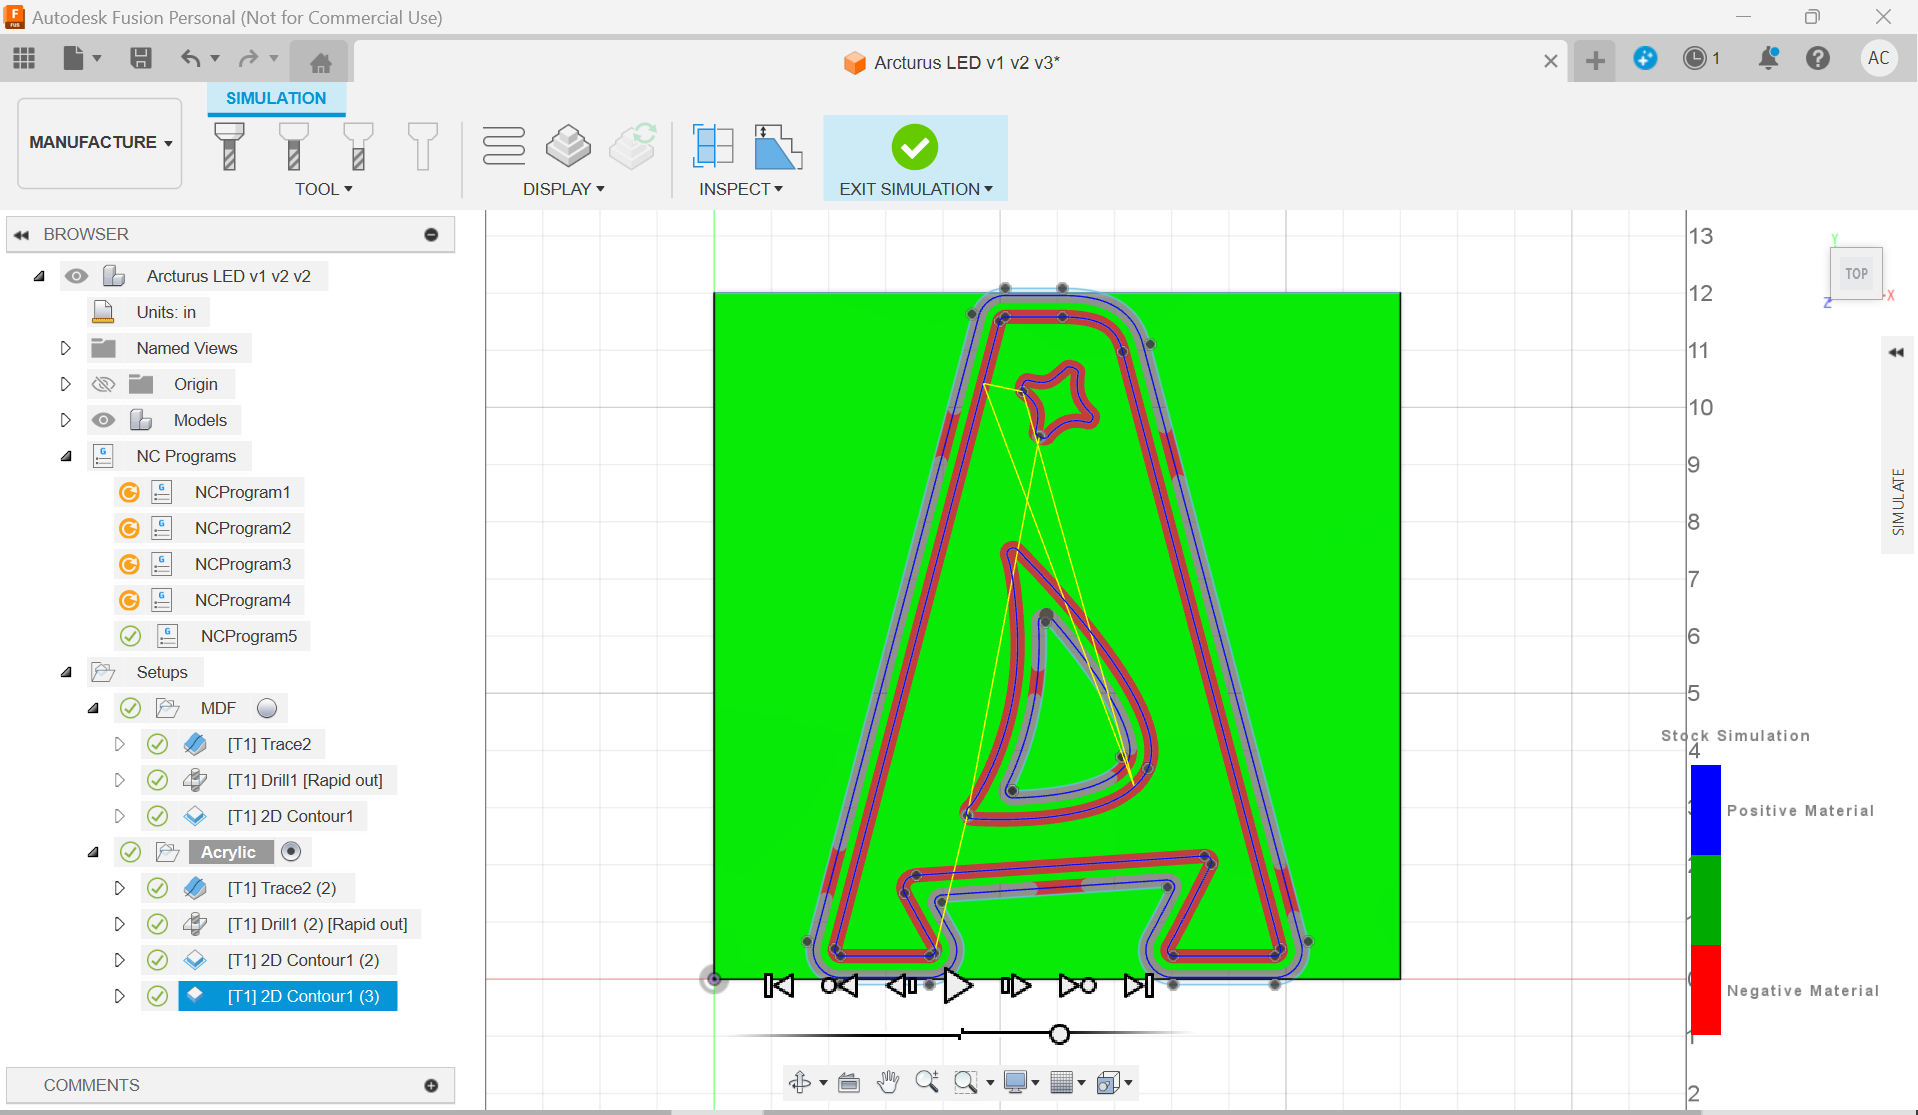 Autodesk Fusion Personal (Not for Commercial Use)
Arcturus LED v1 v2 v3*
1
AC
MANUFACTURE
SIMULATION
TOOL
DISPLAY
INSPECT
EXIT SIMULATION
BROWSER
Arcturus LED v1 v2 v2
Units: in
Named Views
Origin
Models
NC Programs
NCProgram1
NCProgram2
NCProgram3
NCProgram4
NCProgram5
Setups
MDF
[T1] Trace2
[T1] Drill1 [Rapid out]
[T1] 2D Contour1
Acrylic
[T1] Trace2 (2)
[T1] Drill1 (2) [Rapid out]
[T1] 2D Contour1 (2)
[T1] 2D Contour1 (3)
COMMENTS
13
12
11
10
9
8
7
6
5
4
2
Y
TOP
X
Z
SIMULATE
Stock Simulation
Positive Material
Negative Material